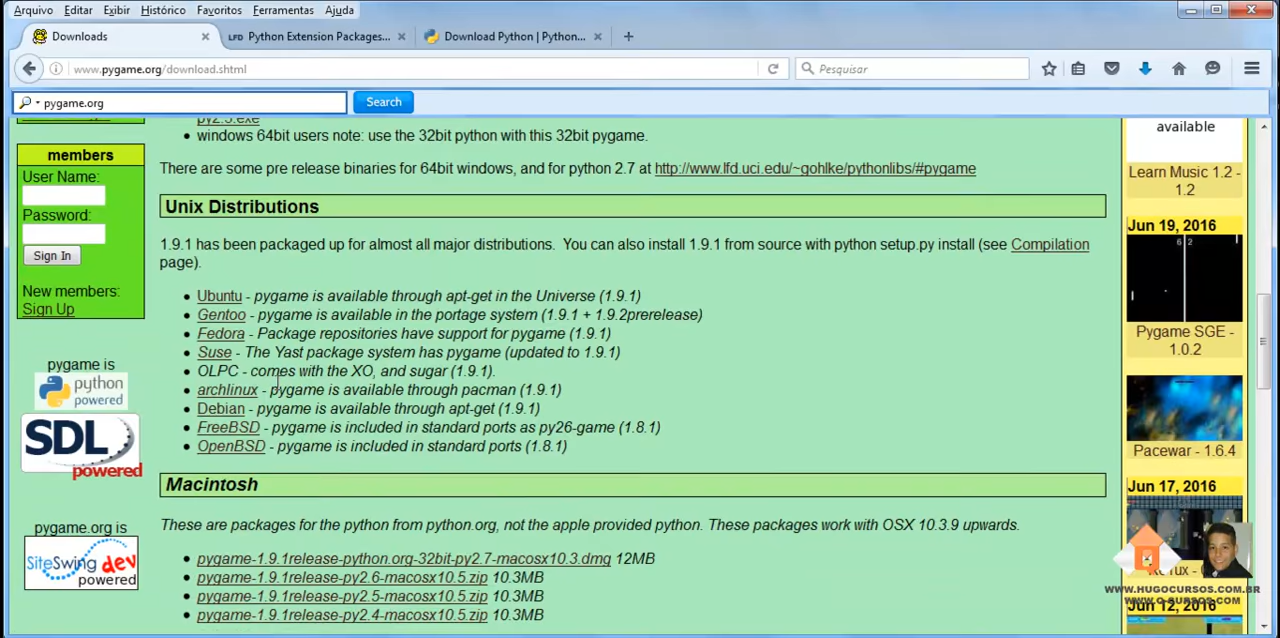 Arquivo Editar Exibir Histórico Favoritos Ferramentas Ajuda
Downloads
LFD Python Extension Packages...
Download Python | Python...
www.pygame.org/download.shtml
Pesquisar
pygame.org
Search
py2.5.exe
windows 64bit users note: use the 32bit python with this 32bit pygame.
There are some pre release binaries for 64bit windows, and for python 2.7 at http://www.lfd.uci.edu/~gohlke/pythonlibs/#pygame
Unix Distributions
1.9.1 has been packaged up for almost all major distributions. You can also install 1.9.1 from source with python setup.py install (see Compilation
page).
Ubuntu - pygame is available through apt-get in the Universe (1.9.1)
Gentoo - pygame is available in the portage system (1.9.1 + 1.9.2prerelease)
Fedora - Package repositories have support for pygame (1.9.1)
Suse - The Yast package system has pygame (updated to 1.9.1)
OLPC - comes with the XO, and sugar (1.9.1).
archlinux - pygame is available through pacman (1.9.1)
Debian - pygame is available through apt-get (1.9.1)
FreeBSD - pygame is included in standard ports as py26-game (1.8.1)
OpenBSD - pygame is included in standard ports (1.8.1)
Macintosh
These are packages for the python from python.org, not the apple provided python. These packages work with OSX 10.3.9 upwards.
pygame-1.9.1release-python.org-32bit-py2.7-macosx10.3.dmg 12MB
pygame-1.9.1release-py2.6-macosx10.5.zip 10.3MB
pygame-1.9.1release-py2.5-macosx10.5.zip 10.3MB
pygame-1.9.1release-py2.4-macosx10.5.zip 10.3MB
members
User Name:
Password:
Sign In
New members:
Sign Up
pygame is
python
powered
SDL
powered
pygame.org is
SiteSwing dev
powered
available
Learn Music 1.2 -
1.2
Jun 19, 2016
6 2
Pygame SGE -
1.0.2
Pacewar - 1.6.4
Jun 17, 2016
WWW.HUGOCURSOS.COM.BR
WWW.O-CURSOS.COM
Jun 12, 2016